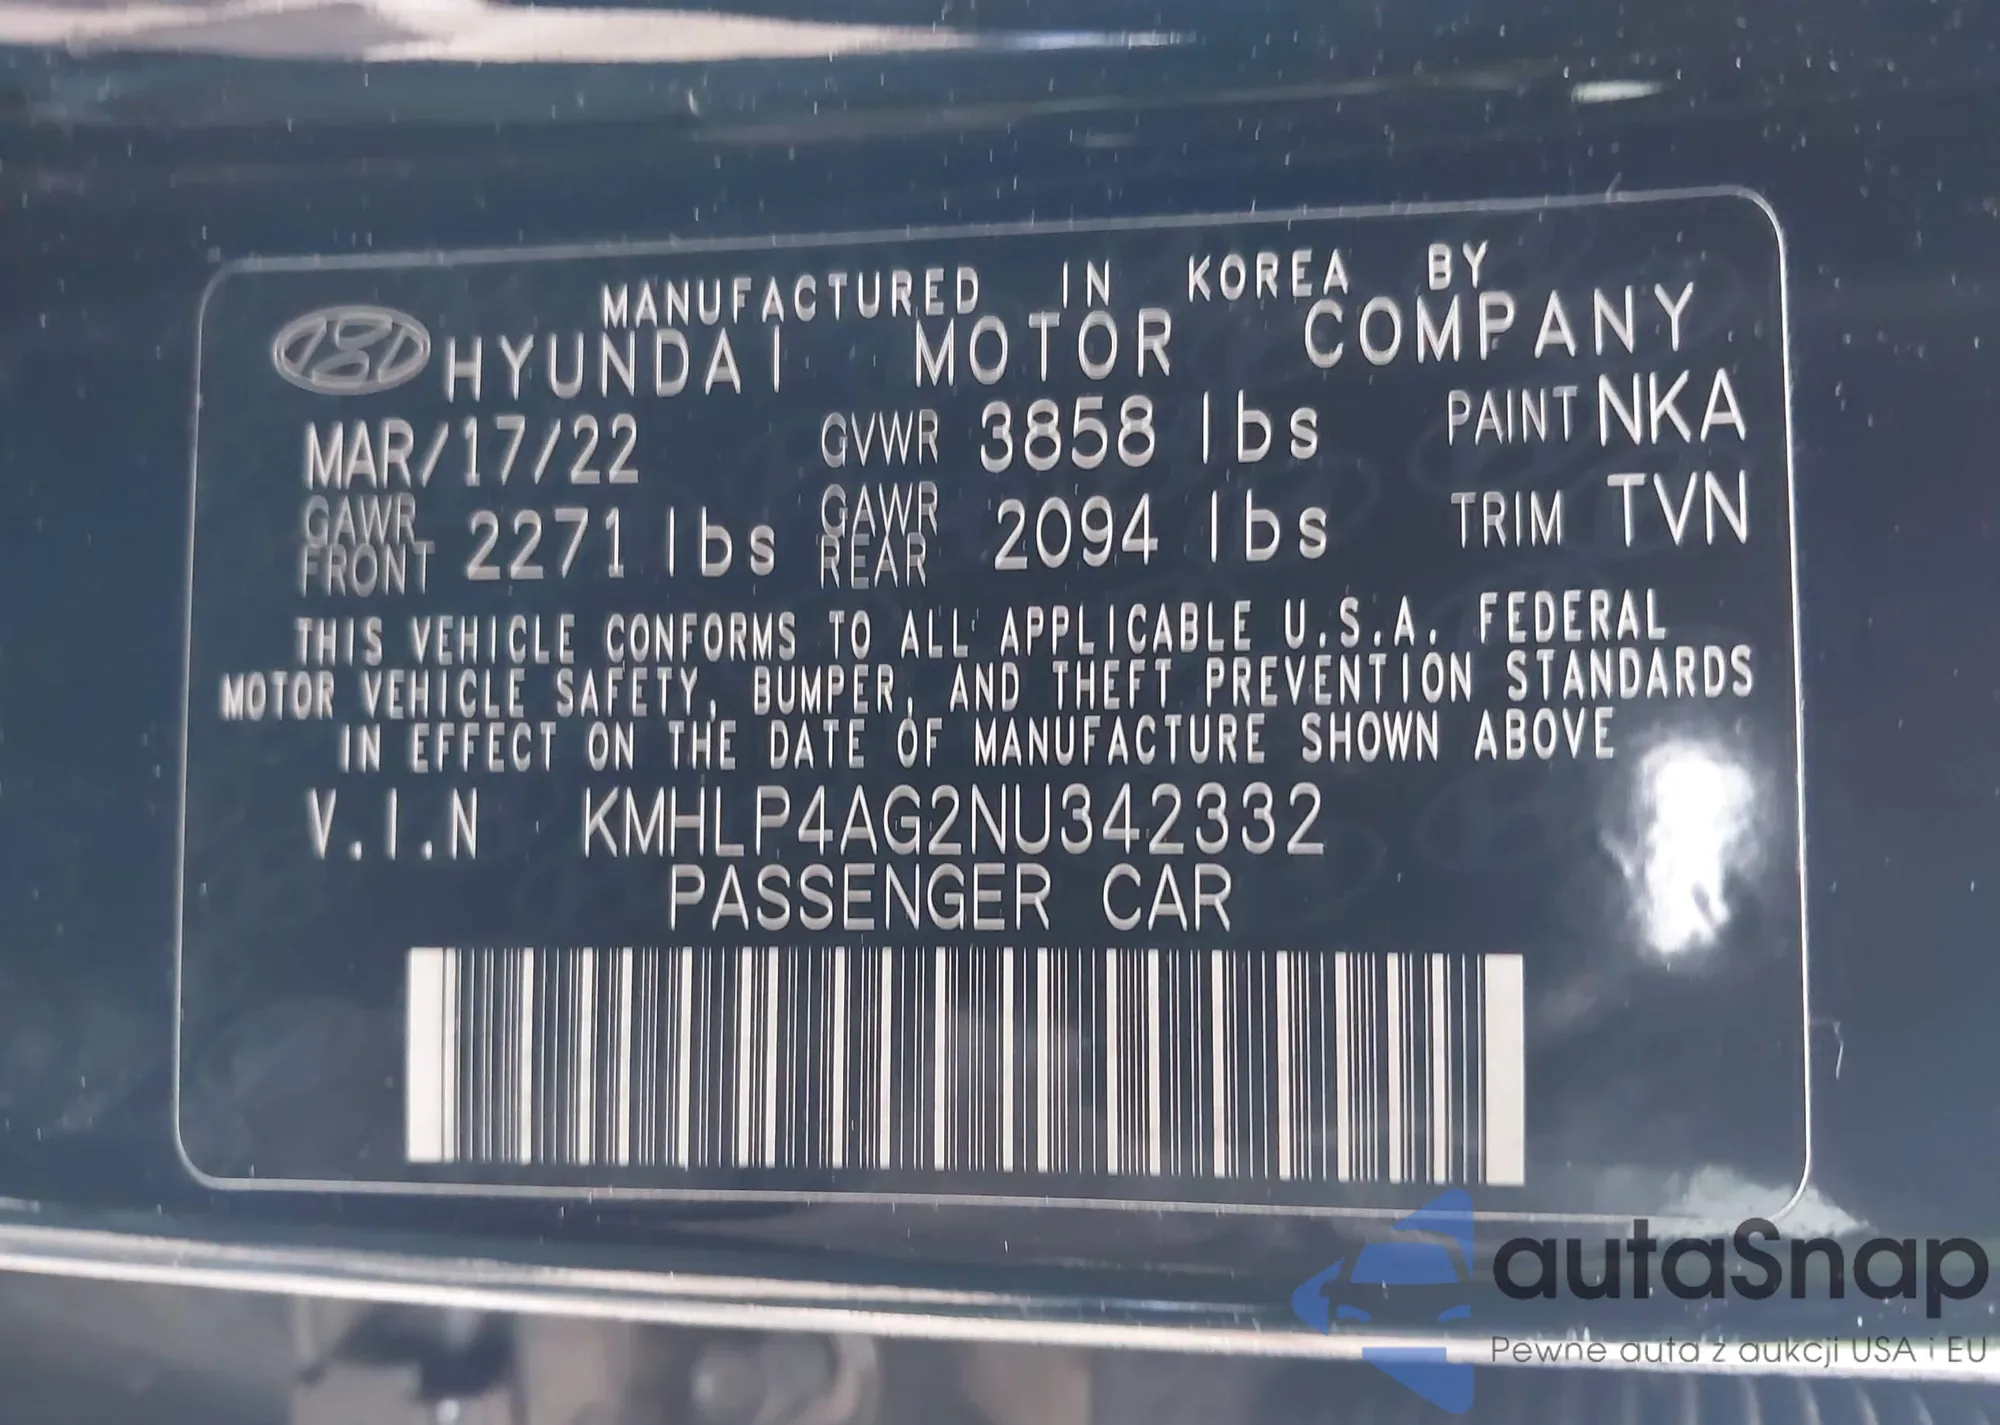 MANUFACTURED IN KOREA BY
HYUNDAI MOTOR COMPANY
MAR/17/22 GVWR 3858 lbs PAINT NKA
GAWR FRONT 2271 lbs GAWR REAR 2094 lbs TRIM TVN
THIS VEHICLE CONFORMS TO ALL APPLICABLE U.S.A. FEDERAL
MOTOR VEHICLE SAFETY, BUMPER, AND THEFT PREVENTION STANDARDS
IN EFFECT ON THE DATE OF MANUFACTURE SHOWN ABOVE
V.I.N KMHLP4AG2NU342332
PASSENGER CAR
autaSnap
Pewne auta z aukcji USA i EU